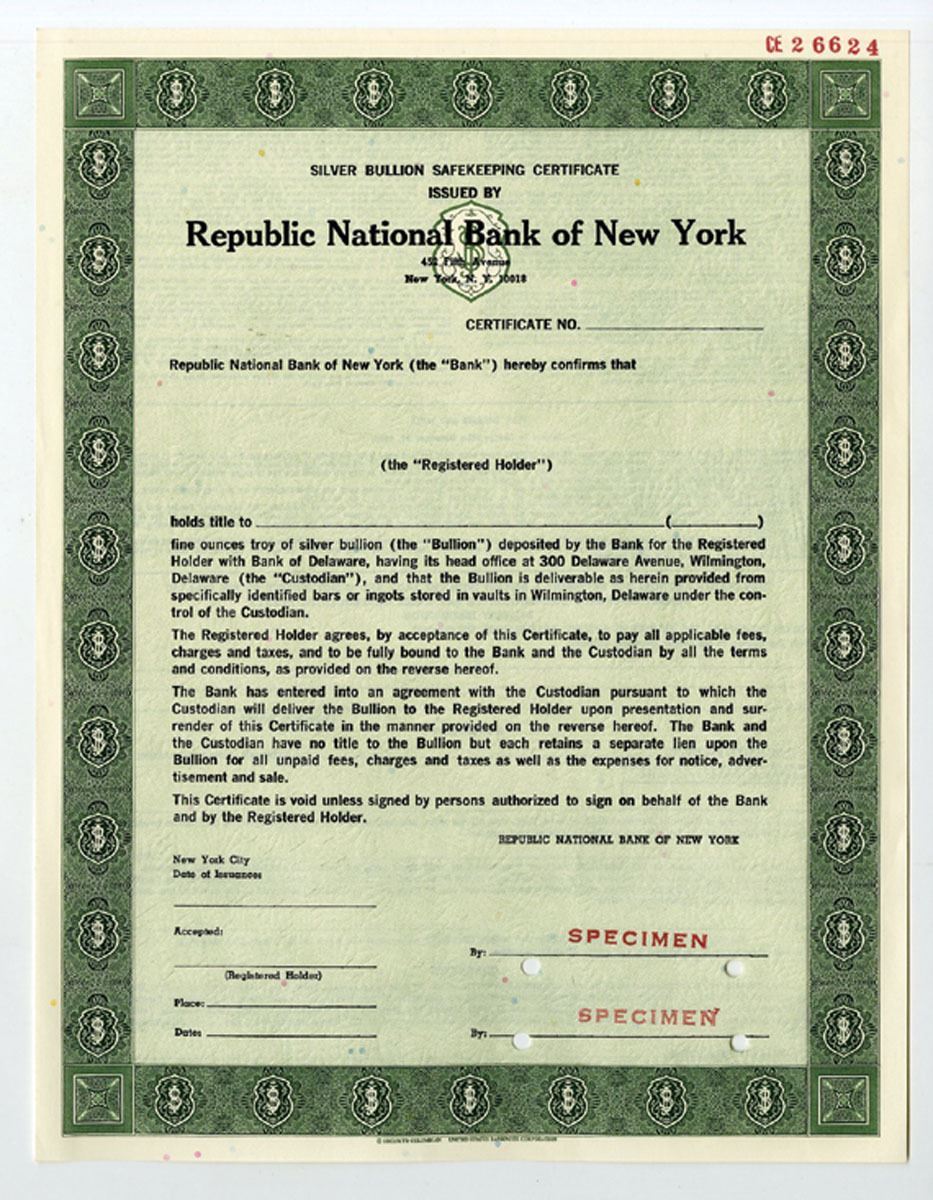 CE 26624
SILVER BULLION SAFEKEEPING CERTIFICATE
ISSUED BY
Republic National Bank of New York
452 Fifth Avenue
New York, N. Y. 10018
CERTIFICATE NO.
Republic National Bank of New York (the "Bank") hereby confirms that
(the "Registered Holder")
holds title to ( )
fine ounces troy of silver bullion (the "Bullion") deposited by the Bank for the Registered
Holder with Bank of Delaware, having its head office at 300 Delaware Avenue, Wilmington,
Delaware (the "Custodian"), and that the Bullion is deliverable as herein provided from
specifically identified bars or ingots stored in vaults in Wilmington, Delaware under the con-
trol of the Custodian.
The Registered Holder agrees, by acceptance of this Certificate, to pay all applicable fees,
charges and taxes, and to be fully bound to the Bank and the Custodian by all the terms
and conditions, as provided on the reverse hereof.
The Bank has entered into an agreement with the Custodian pursuant to which the
Custodian will deliver the Bullion to the Registered Holder upon presentation and sur-
render of this Certificate in the manner provided on the reverse hereof. The Bank and
the Custodian have no title to the Bullion but each retains a separate lien upon the
Bullion for all unpaid fees, charges and taxes as well as the expenses for notice, adver-
tisement and sale.
This Certificate is void unless signed by persons authorized to sign on behalf of the Bank
and by the Registered Holder.
REPUBLIC NATIONAL BANK OF NEW YORK
New York City
Date of Issuance:
Accepted:
SPECIMEN
By:
(Registered Holder)
Place:
SPECIMEN
Date:
By:
© SECURITY-COLUMBIAN UNITED STATES BANKNOTE CORPORATION